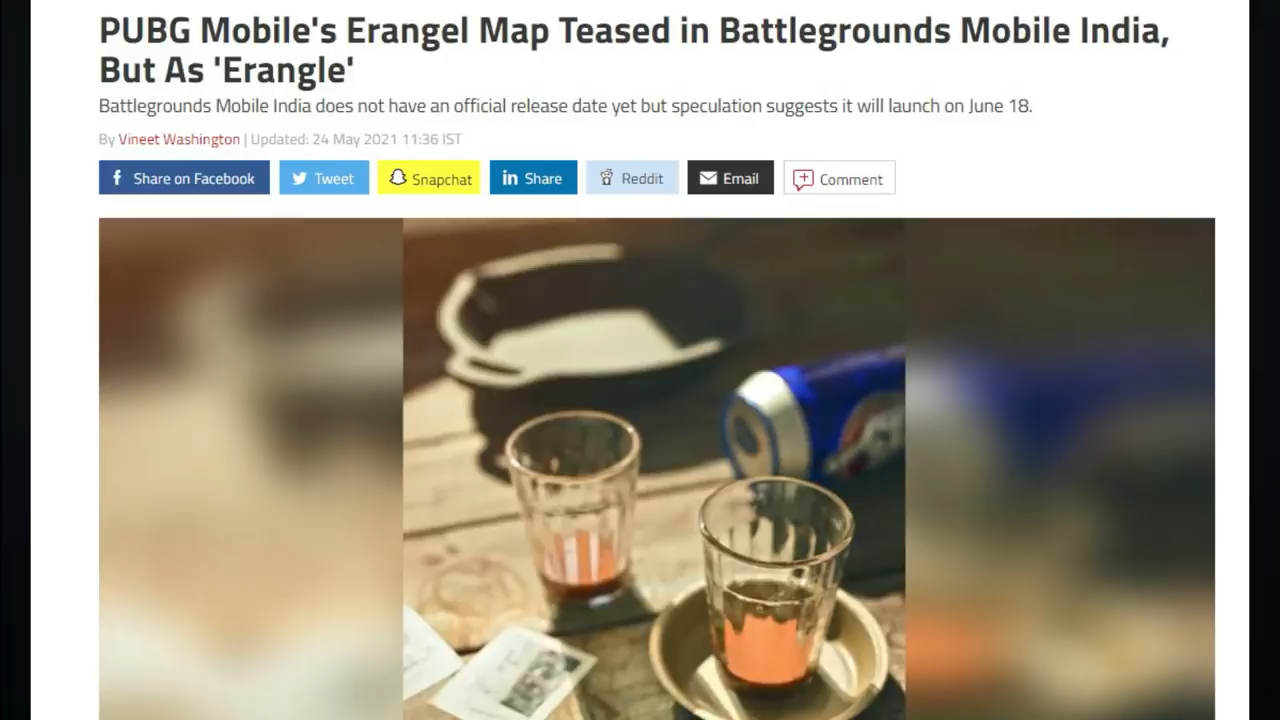 PUBG Mobile's Erangel Map Teased in Battlegrounds Mobile India,
But As 'Erangle'
Battlegrounds Mobile India does not have an official release date yet but speculation suggests it will launch on June 18.
By Vineet Washington | Updated: 24 May 2021 11:36 IST
Share on Facebook Tweet Snapchat in Share Reddit Email Comment